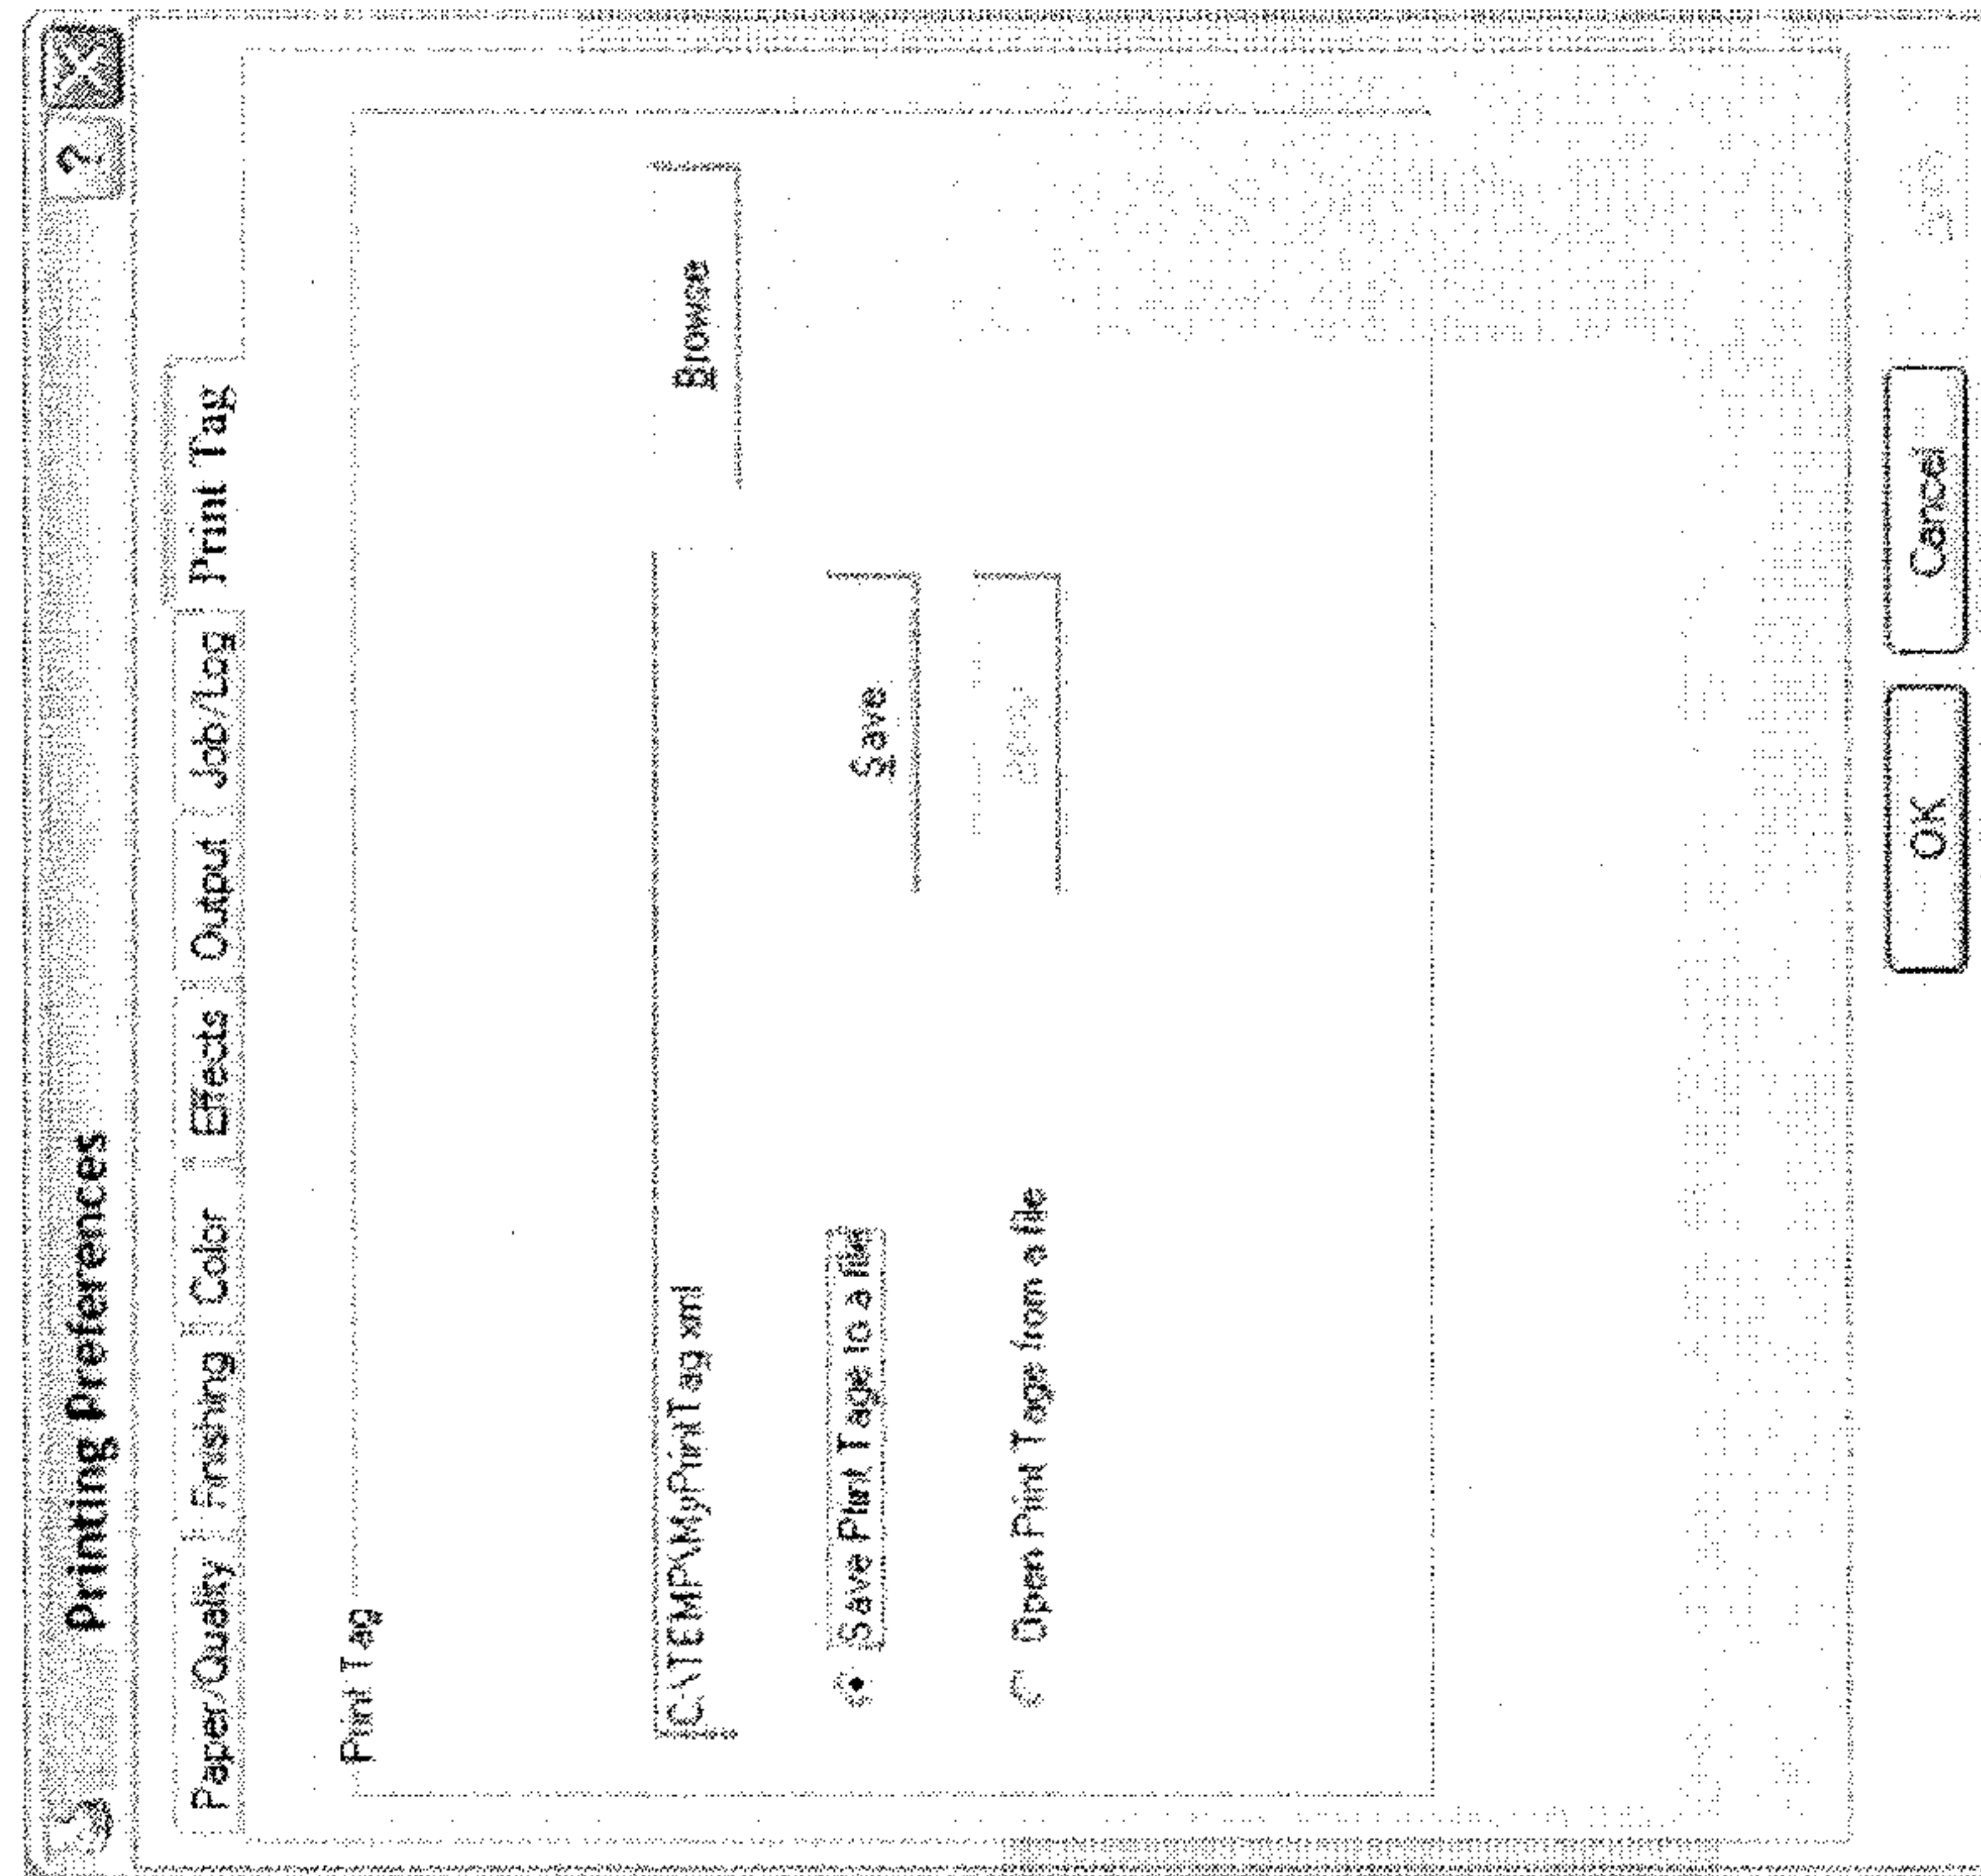 Printing Preferences
?
Paper/Quality Finishing Color Effects Output Job/Log Print Tag
Print Tag
C:\TEMP\MyPrintTag.xml Browse
Save Print Tage to a file Save
Open Print Tage from a file
OK Cancel